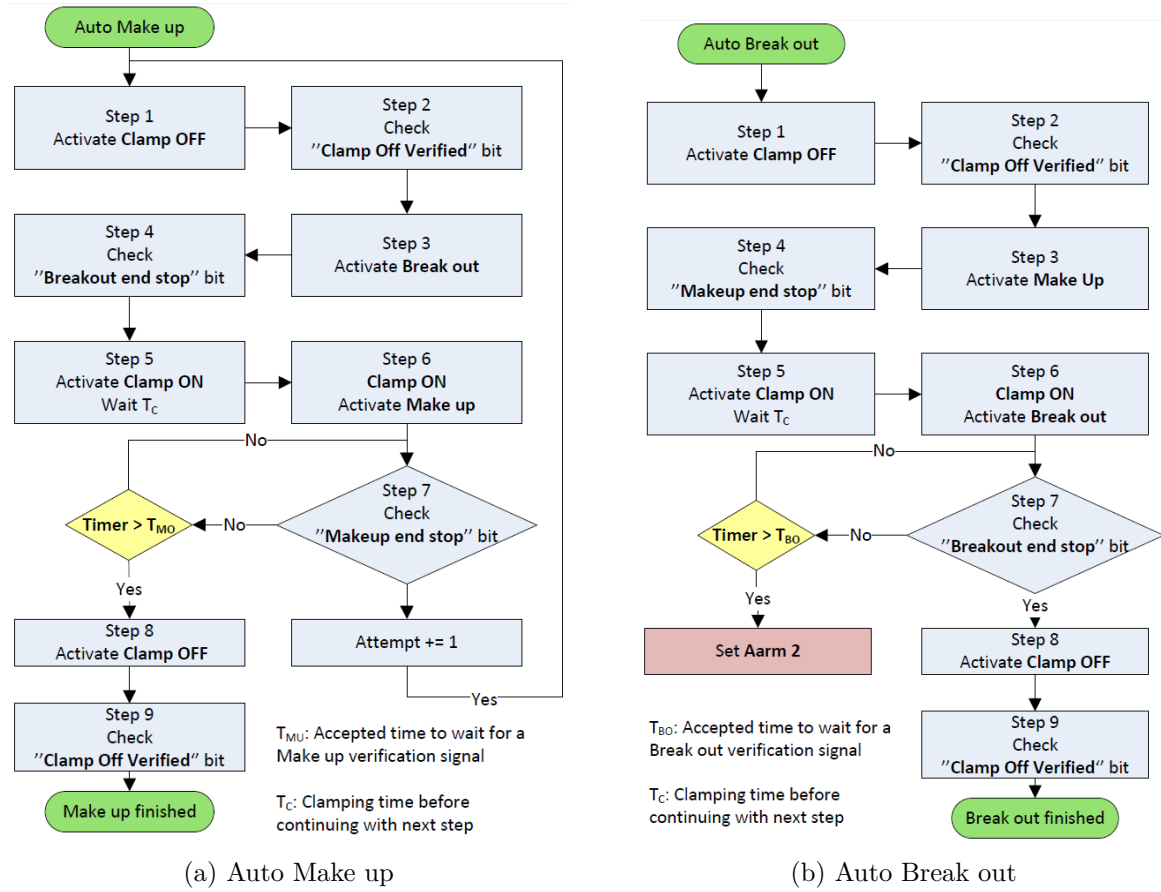 Auto Make up
Step 1
Activate Clamp OFF
Step 2
Check
”Clamp Off Verified” bit
Step 4
Check
”Breakout end stop” bit
Step 3
Activate Break out
Step 5
Activate Clamp ON
Wait TC
Step 6
Clamp ON
Activate Make up
No
Timer > TMO
No
Step 7
Check
”Makeup end stop” bit
Yes
Step 8
Activate Clamp OFF
Attempt += 1
Yes
Step 9
Check
”Clamp Off Verified” bit
Make up finished
TMU: Accepted time to wait for a
Make up verification signal
TC: Clamping time before
continuing with next step
(a) Auto Make up
Auto Break out
Step 1
Activate Clamp OFF
Step 2
Check
”Clamp Off Verified” bit
Step 4
Check
”Makeup end stop” bit
Step 3
Activate Make Up
Step 5
Activate Clamp ON
Wait TC
Step 6
Clamp ON
Activate Break out
No
Timer > TBO
No
Step 7
Check
”Breakout end stop” bit
Yes
Yes
Set Aarm 2
Step 8
Activate Clamp OFF
Step 9
Check
”Clamp Off Verified” bit
Break out finished
TBO: Accepted time to wait for a
Break out verification signal
TC: Clamping time before
continuing with next step
(b) Auto Break out